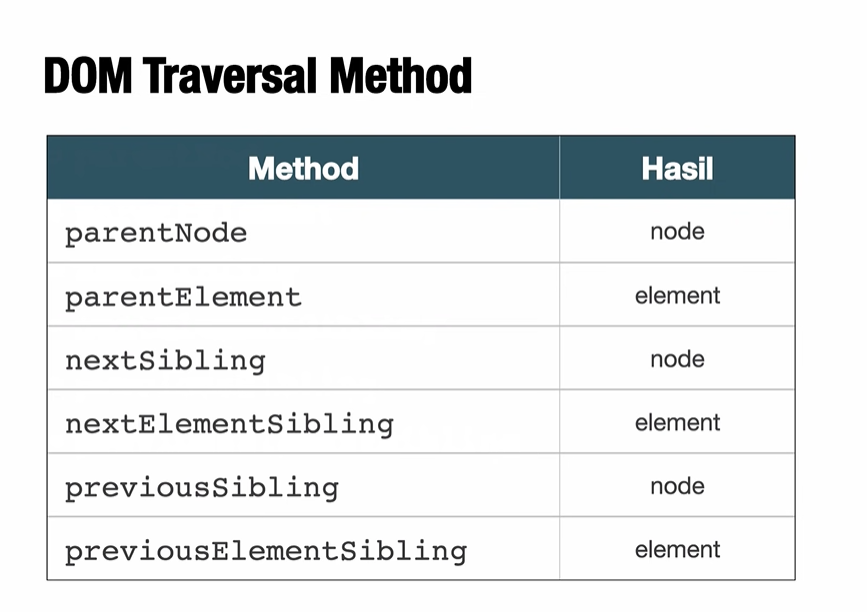 DOM Traversal Method
Method Hasil
parentNode node
parentElement element
nextSibling node
nextElementSibling element
previousSibling node
previousElementSibling element